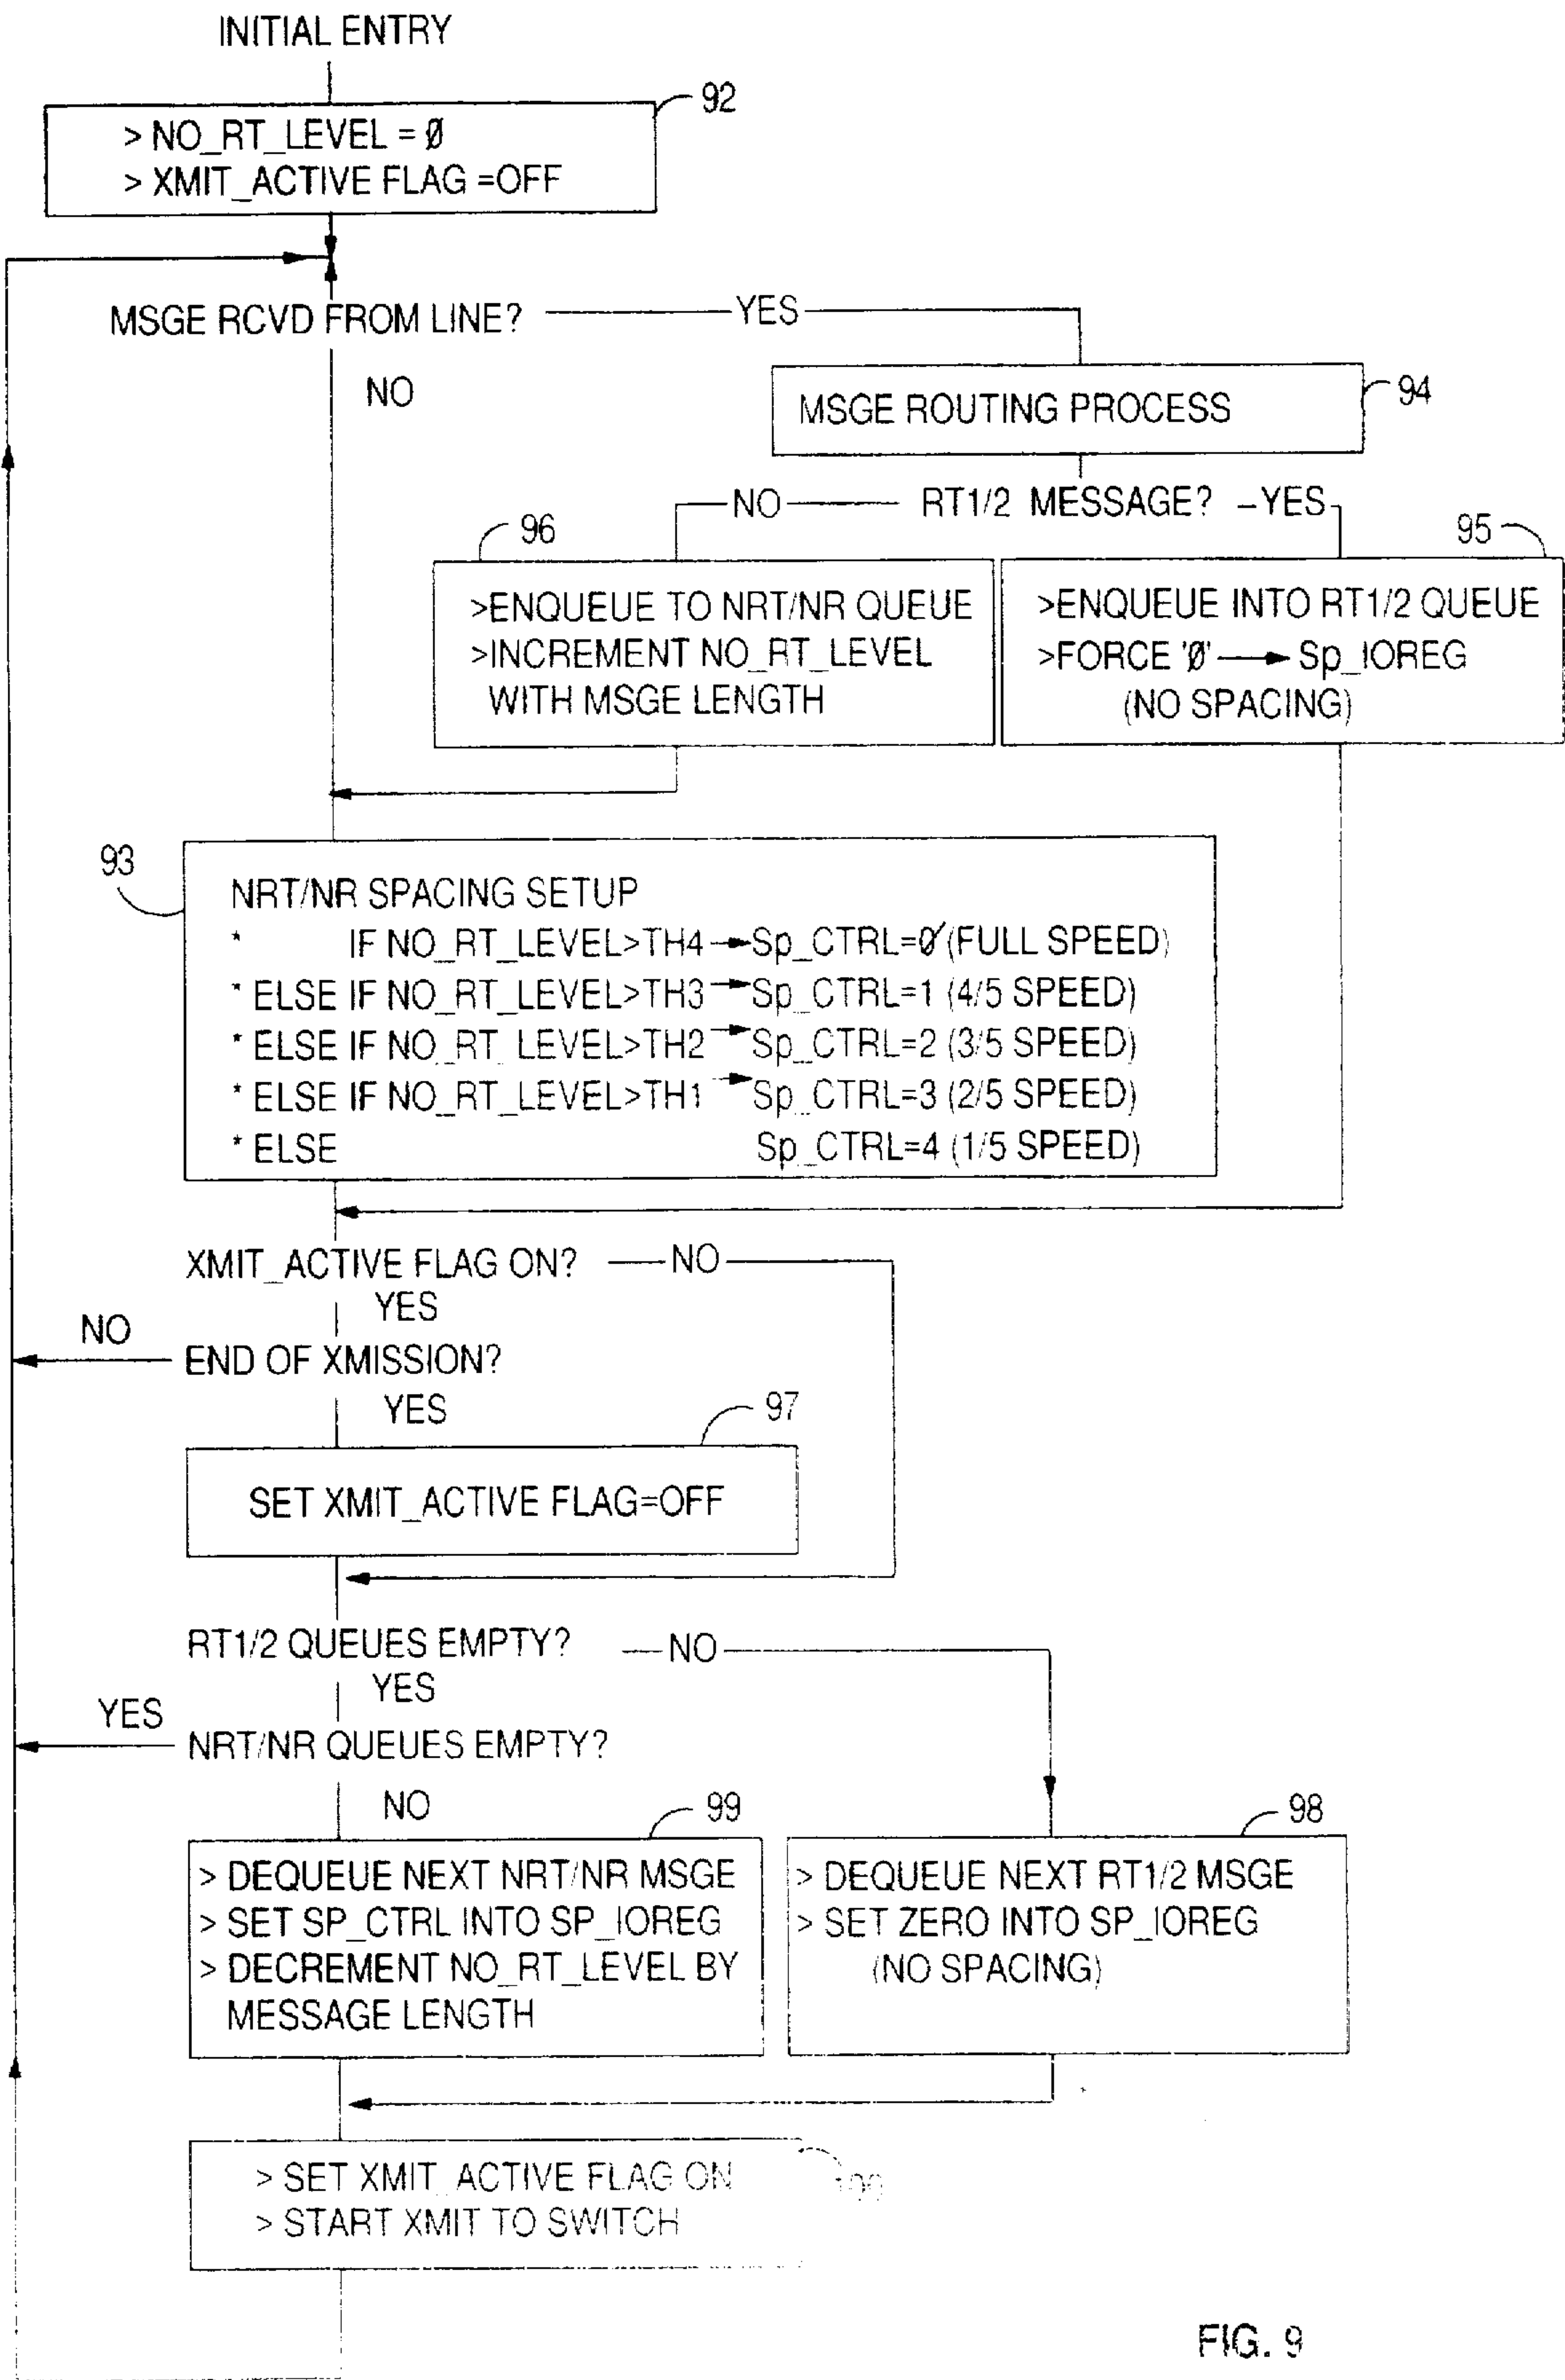 INITIAL ENTRY
92
> NO_RT_LEVEL = Ø
> XMIT_ACTIVE FLAG =OFF
MSGE RCVD FROM LINE? YES
NO
94
MSGE ROUTING PROCESS
NO RT1/2 MESSAGE? YES
96
>ENQUEUE TO NRT/NR QUEUE
>INCREMENT NO_RT_LEVEL
WITH MSGE LENGTH
95
>ENQUEUE INTO RT1/2 QUEUE
>FORCE 'Ø' → Sp_IOREG
(NO SPACING)
93
NRT/NR SPACING SETUP
* IF NO_RT_LEVEL>TH4 → Sp_CTRL=Ø (FULL SPEED)
* ELSE IF NO_RT_LEVEL>TH3 → Sp_CTRL=1 (4/5 SPEED)
* ELSE IF NO_RT_LEVEL>TH2 → Sp_CTRL=2 (3/5 SPEED)
* ELSE IF NO_RT_LEVEL>TH1 → Sp_CTRL=3 (2/5 SPEED)
* ELSE Sp_CTRL=4 (1/5 SPEED)
XMIT_ACTIVE FLAG ON? NO
YES
NO
END OF XMISSION?
YES
97
SET XMIT_ACTIVE FLAG=OFF
RT1/2 QUEUES EMPTY? NO
YES
YES
NRT/NR QUEUES EMPTY?
NO
99
> DEQUEUE NEXT NRT/NR MSGE
> SET SP_CTRL INTO SP_IOREG
> DECREMENT NO_RT_LEVEL BY
MESSAGE LENGTH
98
> DEQUEUE NEXT RT1/2 MSGE
> SET ZERO INTO SP_IOREG
(NO SPACING)
100
> SET XMIT_ACTIVE FLAG ON
> START XMIT TO SWITCH
FIG. 9